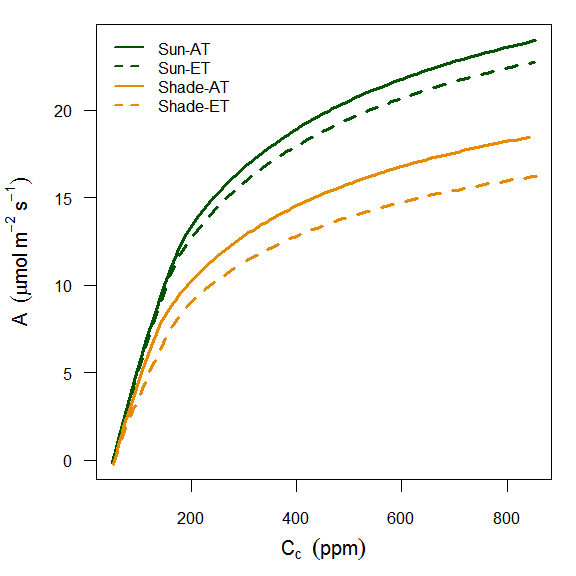 Sun-AT
Sun-ET
Shade-AT
Shade-ET
20
15
10
5
0
A (μmol m⁻² s⁻¹)
200 400 600 800
Cc (ppm)